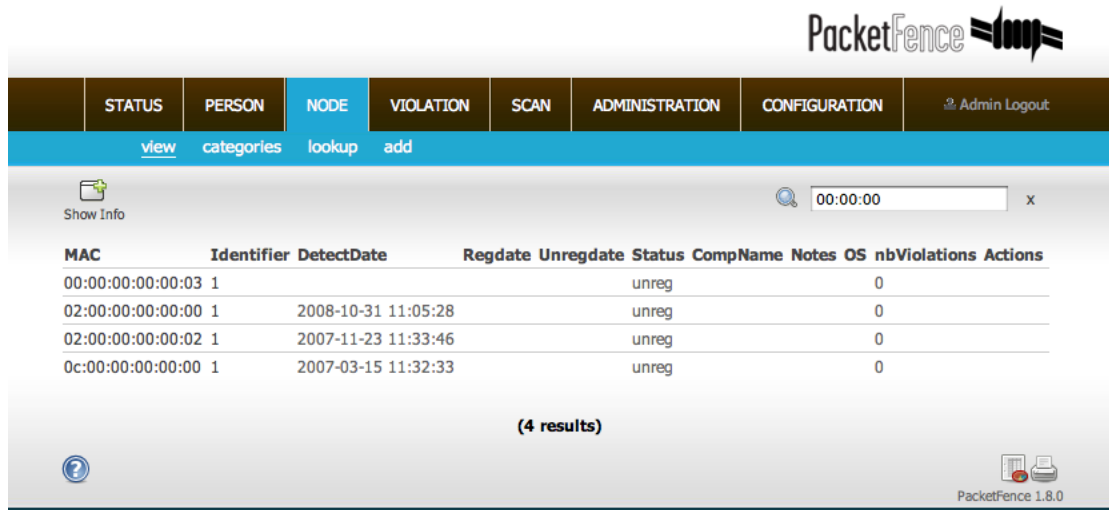 PacketFence
STATUS PERSON NODE VIOLATION SCAN ADMINISTRATION CONFIGURATION Admin Logout
view categories lookup add
Show Info
00:00:00 x
MAC Identifier DetectDate Regdate Unregdate Status CompName Notes OS nbViolations Actions
00:00:00:00:00:03 1 unreg 0
02:00:00:00:00:00 1 2008-10-31 11:05:28 unreg 0
02:00:00:00:00:02 1 2007-11-23 11:33:46 unreg 0
0c:00:00:00:00:00 1 2007-03-15 11:32:33 unreg 0
(4 results)
?
PacketFence 1.8.0